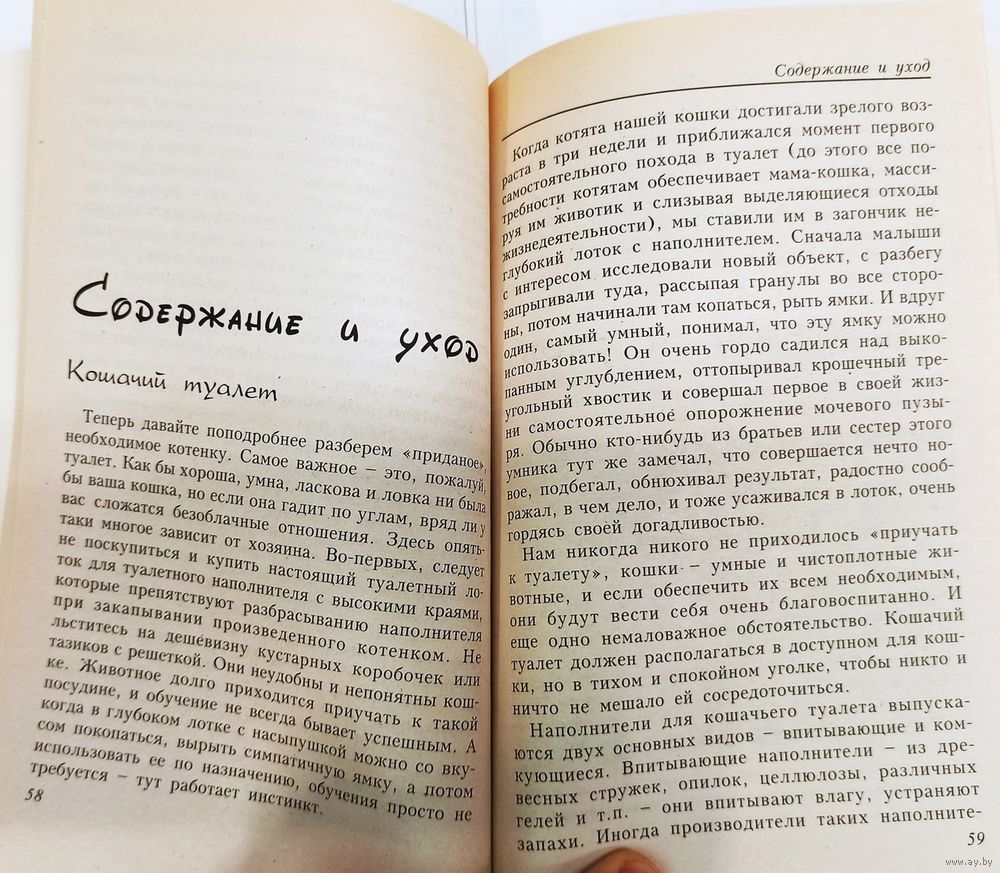 Содержание и уход
Кошачий туалет
Теперь давайте поподробнее разберем «приданое»,
необходимое котенку. Самое важное – это, пожалуй,
туалет. Как бы хороша, умна, ласкова и ловка ни была
бы ваша кошка, но если она гадит по углам, вряд ли у
вас сложатся безоблачные отношения. Здесь опять-
таки многое зависит от хозяина. Во-первых, следует
не поскупиться и купить настоящий туалетный ло-
ток для туалетного наполнителя с высокими краями,
которые препятствуют разбрасыванию наполнителя
при закапывании произведенного котенком. Не
льститесь на дешевизну кустарных коробочек или
тазиков с решеткой. Они неудобны и непонятны кош-
ке. Животное долго приходится приучать к такой
посудине, и обучение не всегда бывает успешным. А
когда в глубоком лотке с насыпушкой можно со вку-
сом покопаться, вырыть симпатичную ямку, а потом
использовать ее по назначению, обучения просто не
требуется – тут работает инстинкт.
58
Содержание и уход
Когда котята нашей кошки достигали зрелого воз-
раста в три недели и приближался момент первого
самостоятельного похода в туалет (до этого все по-
требности котятам обеспечивает мама-кошка, масси-
руя им животик и слизывая выделяющиеся отходы
жизнедеятельности), мы ставили им в загончик не-
глубокий лоток с наполнителем. Сначала малыши
с интересом исследовали новый объект, с разбегу
запрыгивали туда, рассыпая гранулы во все сторо-
ны, потом начинали там копаться, рыть ямки. И вдруг
один, самый умный, понимал, что эту ямку можно
использовать! Он очень гордо садился над выко-
панным углублением, оттопыривал крошечный тре-
угольный хвостик и совершал первое в своей жиз-
ни самостоятельное опорожнение мочевого пузы-
ря. Обычно кто-нибудь из братьев или сестер этого
умника тут же замечал, что совершается нечто но-
вое, подбегал, обнюхивал результат, радостно сооб-
ражал, в чем дело, и тоже усаживался в лоток, очень
гордясь своей догадливостью.
Нам никогда никого не приходилось «приучать
к туалету», кошки – умные и чистоплотные жи-
вотные, и если обеспечить их всем необходимым,
они будут вести себя очень благовоспитанно. И
еще одно немаловажное обстоятельство. Кошачий
туалет должен располагаться в доступном для кош-
ки, но в тихом и спокойном уголке, чтобы никто и
ничто не мешало ей сосредоточиться.
Наполнители для кошачьего туалета выпуска-
ются двух основных видов – впитывающие и ком-
кующиеся. Впитывающие наполнители – из дре-
весных стружек, опилок, целлюлозы, различных
гелей и т.п. – они впитывают влагу, устраняют
запахи. Иногда производители таких наполните-
59
www.ay.by